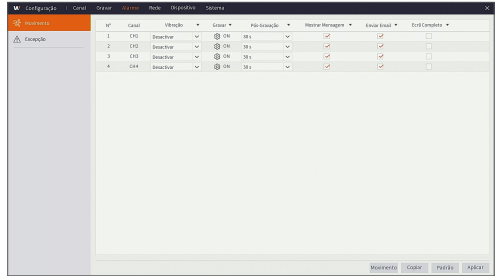 W Configuração | Canal Gravar Alarme Rede Dispositivo Sistema ×
Movimento
Excepção
Nº Canal Vibração Gravar Pós-Gravação Mostrar Mensagem Enviar Email Ecrã Completo
1 CH1 Desactivar ON 30 s
2 CH2 Desactivar ON 30 s
3 CH3 Desactivar ON 30 s
4 CH4 Desactivar ON 30 s
Movimento Copiar Padrão Aplicar